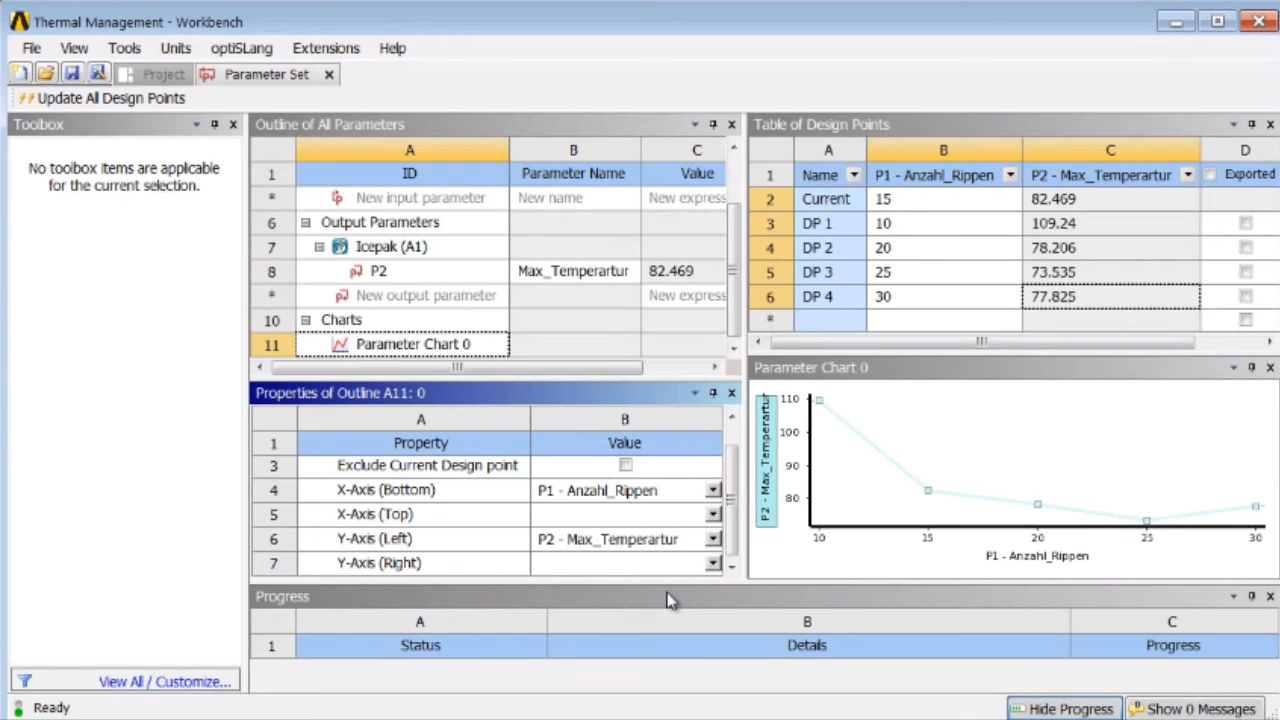 Thermal Management - Workbench
File View Tools Units optiSLang Extensions Help
Project Parameter Set
Update All Design Points
Toolbox
No toolbox items are applicable
for the current selection.
View All / Customize...
Outline of All Parameters
A B C
1 ID Parameter Name Value
* New input parameter New name New express
6 Output Parameters
7 Icepak (A1)
8 P2 Max_Temperartur 82.469
* New output parameter New express
10 Charts
11 Parameter Chart 0
Properties of Outline A11: 0
A B
1 Property Value
3 Exclude Current Design point
4 X-Axis (Bottom) P1 - Anzahl_Rippen
5 X-Axis (Top)
6 Y-Axis (Left) P2 - Max_Temperartur
7 Y-Axis (Right)
Table of Design Points
A B C D
1 Name P1 - Anzahl_Rippen P2 - Max_Temperartur Exported
2 Current 15 82.469
3 DP 1 10 109.24
4 DP 2 20 78.206
5 DP 3 25 73.535
6 DP 4 30 77.825
*
Parameter Chart 0
P2 - Max_Temperartur
110
100
90
80
10 15 20 25 30
P1 - Anzahl_Rippen
Progress
A B C
1 Status Details Progress
Ready Hide Progress Show 0 Messages